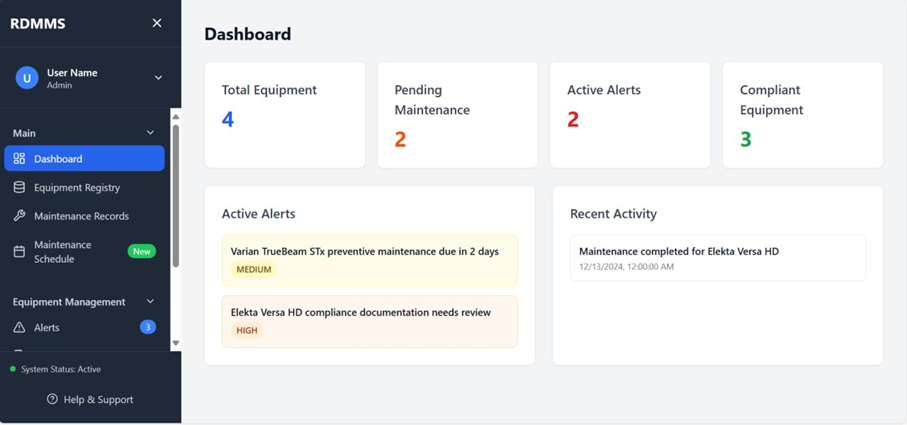 RDMMS
U
User Name
Admin
Main
Dashboard
Equipment Registry
Maintenance Records
Maintenance
Schedule
New
Equipment Management
Alerts
3
System Status: Active
Help & Support
Dashboard
Total Equipment
4
Pending
Maintenance
2
Active Alerts
2
Compliant
Equipment
3
Active Alerts
Varian TrueBeam STx preventive maintenance due in 2 days
MEDIUM
Elekta Versa HD compliance documentation needs review
HIGH
Recent Activity
Maintenance completed for Elekta Versa HD
12/13/2024, 12:00:00 AM